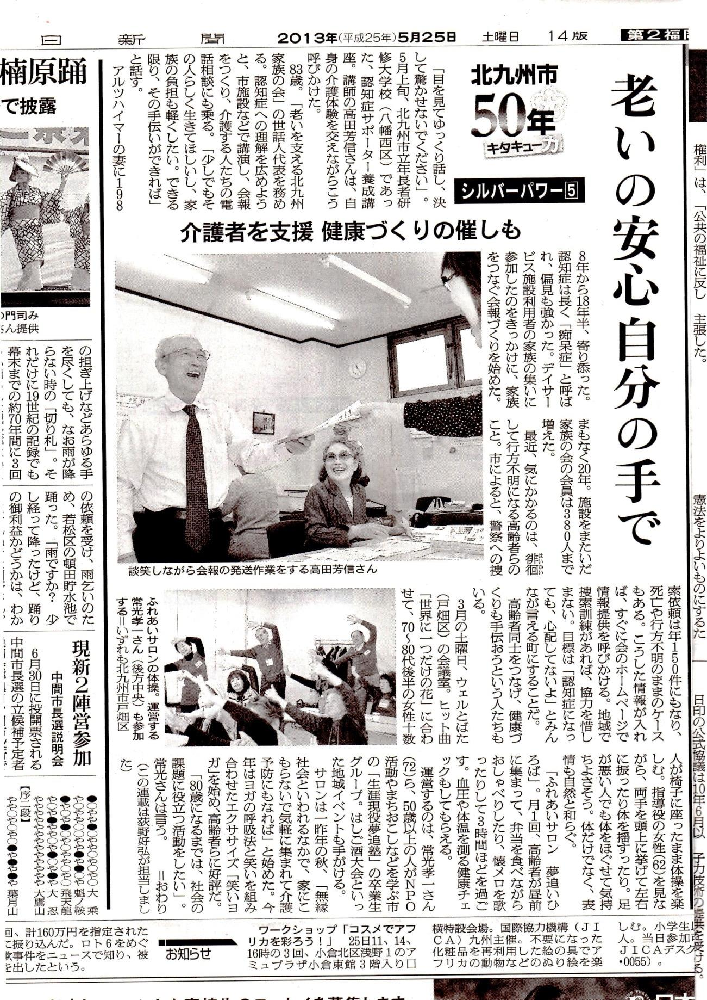 日 新 聞 2013年(平成25年)5月25日 土曜日 14版 第2福
老いの安心 自分の手で
北九州市
50年
キタキュー力
シルバーパワー5
介護者を支援 健康づくりの催しも
「目を見てゆっくり話し、決
して驚かせないでください」。
5月上旬、北九州市立年長者研
修大学校(八幡西区)であっ
た、認知症サポーター養成講
座。講師の高田芳信さんは、自
身の介護体験を交えながらこう
呼びかけた。
83歳。「老いを支える北九州
家族の会」の世話人代表を務め
る。認知症への理解を広めよう
と、市施設などで講演し、会報
をつくり、介護する人たちの電
話相談にも乗る。「少しでもそ
の人らしく生きてほしいし、家
族の負担も軽くしたい。できる
限り、その手伝いができれば」
と話す。
アルツハイマーの妻に198
8年から18年半、寄り添った。
認知症は長く「痴呆症」と呼ば
れ、偏見も強かった。デイサー
ビス施設利用者の家族の集いに
参加したのをきっかけに、家族
をつなぐ会報づくりを始めた。
まもなく20年。施設をまたいだ
家族の会の会員は380人まで
増えた。
最近、気にかかるのは、徘徊
はいかい
して行方不明になる高齢者らの
こと。市によると、警察への捜
索依頼は年150件にもなり、
死亡や行方不明のままのケース
もある。こうした情報が入れ
ば、すぐに会のホームページで
情報提供を呼びかける。地域で
捜索訓練があれば、協力を惜し
まない。目標は「認知症になっ
ても、心配してないよ」とみん
なが言える町にすることだ。
高齢者同士をつなげ、健康づ
くりも手伝おうという人たちも
いる。
3月の土曜日、ウェルとばた
(戸畑区)の会議室。ヒット曲
「世界に一つだけの花」に合わ
せて、70〜80代後半の女性十数
人が椅子に座ったまま体操を楽
しむ。指導役の女性(62)を見な
がら、両手を頭上に挙げて左右
に振ったり体を揺すったり。足
が悪い人でも体をほぐせて気持
ちよさそう。体だけでなく、表
情も自然と和らぐ。
「ふれあいサロン 夢追いひ
ろば」。月1回、高齢者が昼前
に集まって、弁当を食べながら
おしゃべりしたり、懐メロを歌
ったりして3時間ほどを過ご
す。血圧や体温を測る健康チェ
ックもしてもらえる。
運営するのは、常光孝一さん
(72)ら、50歳以上の人がNPO
活動やまちおこしなどを学ぶ市
の「生涯現役夢追塾」の卒業生
グループ。はしご酒大会といっ
た地域イベントも手がける。
サロンは一昨年の秋、「無縁
社会といわれるなかで、家にこ
もらないで気軽に集まれて介護
予防にもなれば」と始めた。今
年はヨガの呼吸法と笑いを組み
合わせたエクササイズ「笑いヨ
ガ」を始め、高齢者らに好評だ。
「80歳になるまでは、社会の
課題に役立つ活動をしたい」。
常光さんは言う。 =おわり
(この連載は荻野好弘が担当しまし
た)
談笑しながら会報の発送作業をする高田芳信さん
ふれあいサロンの体操。運営する
常光孝一さん(後方中央)も参加
する=いずれも北九州市戸畑区
楠原踊
で披露
の門司み
さん提供
の担ぎ上げなどあらゆる手
を尽くしても、なお雨が降
らない時の「切り札」。そ
れだけに19世紀の記録でも
幕末までの約70年間に3回
の依頼を受け、雨乞いのた
め、若松区の頓田貯水池で
踊った。「雨ですか? 少
し経って降ったけど、踊り
の御利益かどうかは、わか
現新2陣営参加
中間市長選説明会
6月30日に投開票される
中間市長選の立候補予定者
大 乗
魁ノ鞍
飛天龍
大 忍
大鷹山
【序二段】
葉月山
権利」は、「公共の福祉に反し 主張した。
憲法をよりよいものにするた
日印の公式協議は10年6月以 子力技術の提供を受ける。
回、計160万円を指定された
に振り込んだ。ロト6をめぐ
欺事件をニュースで知り、被
を出したという。
お知らせ
ワークショップ「コスメでアフ
リカを彩ろう!」 25日11、14、
16時の3回、小倉北区浅野1のア
ミュプラザ小倉東館3階入り口
横特設会場。国際協力機構(JI
CA)九州主催。不要になった
化粧品を再利用した絵の具でア
フリカの動物などのぬり絵を楽
しむ。小学生
人。当日参加
JICAデスク
・0055)。